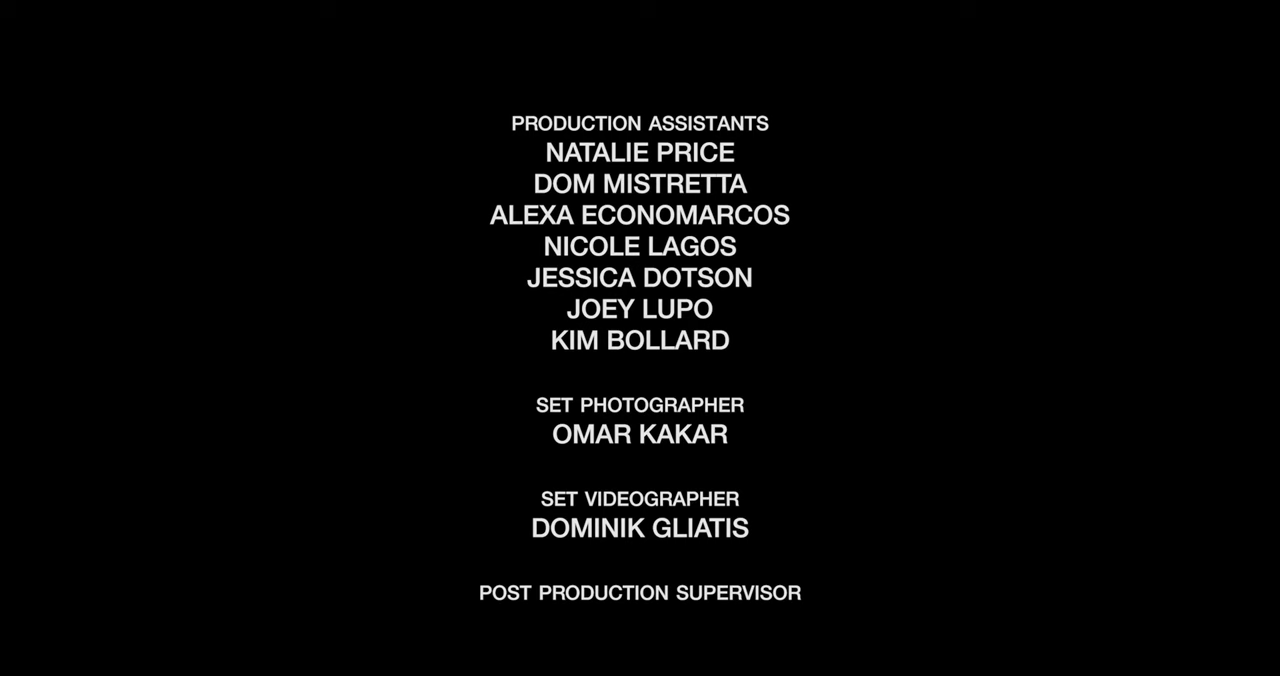 PRODUCTION ASSISTANTS
NATALIE PRICE
DOM MISTRETTA
ALEXA ECONOMARCOS
NICOLE LAGOS
JESSICA DOTSON
JOEY LUPO
KIM BOLLARD
SET PHOTOGRAPHER
OMAR KAKAR
SET VIDEOGRAPHER
DOMINIK GLIATIS
POST PRODUCTION SUPERVISOR